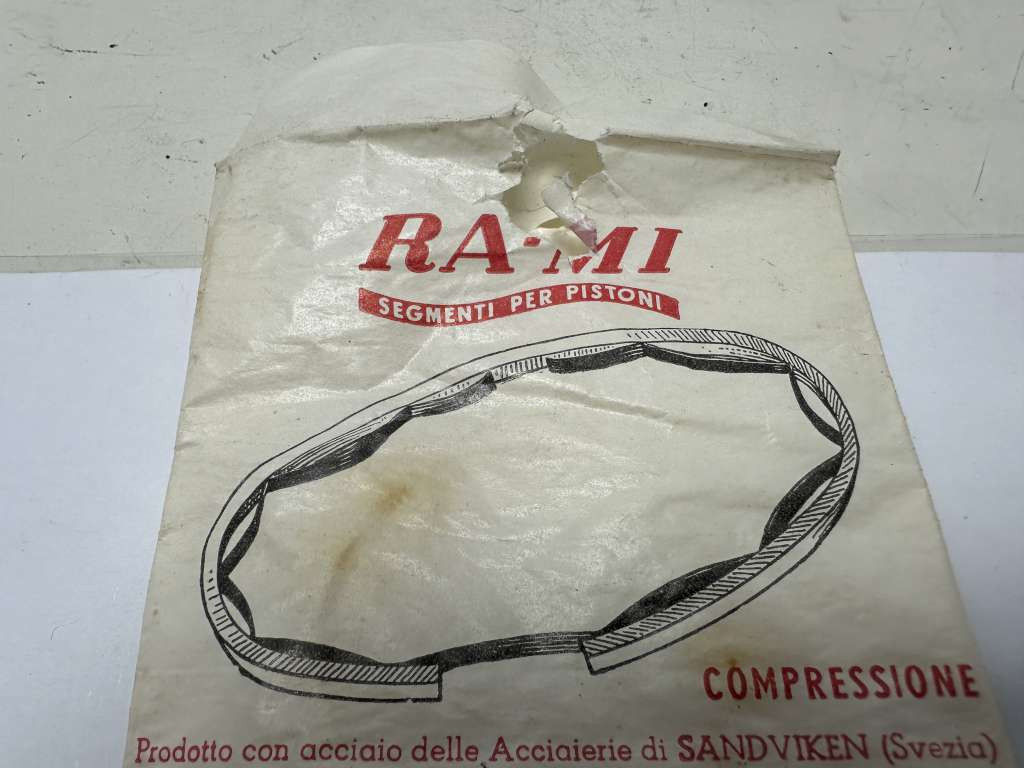 RA-MI
SEGMENTI PER PISTONI
COMPRESSIONE
Prodotto con acciaio delle Acciaierie di SANDVIKEN (Svezia)